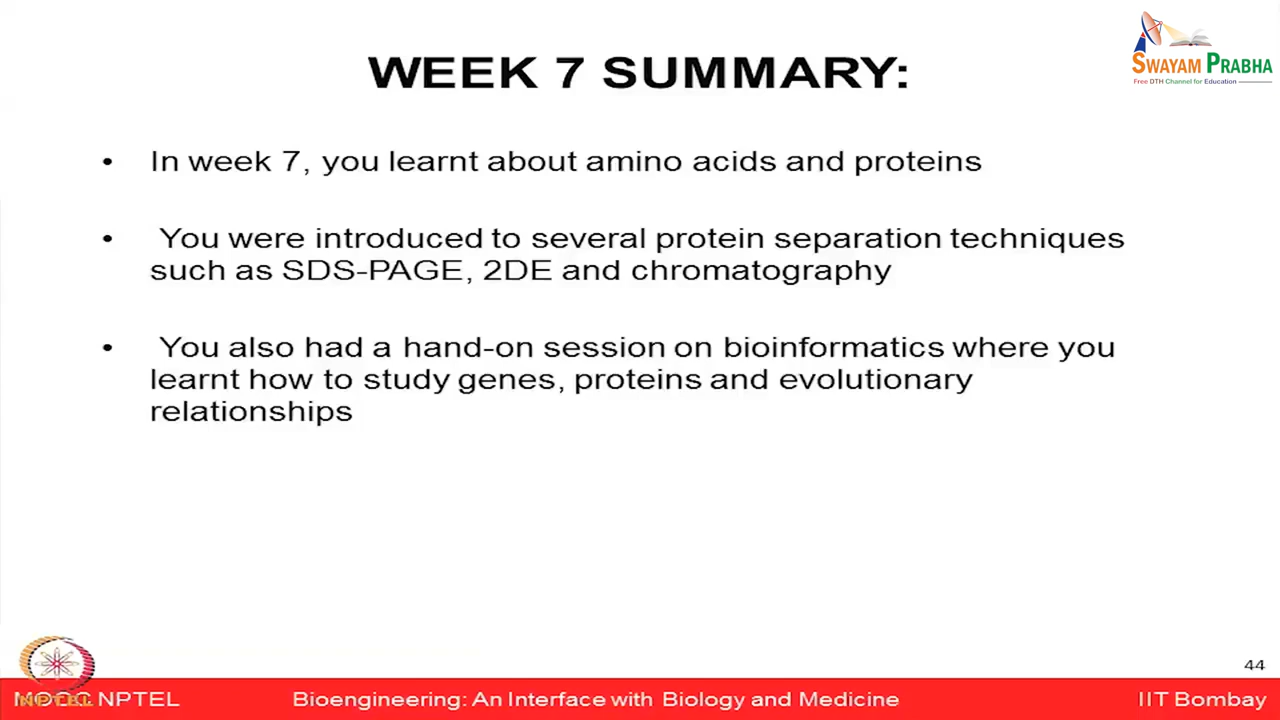 SWAYAM PRABHA
Free DTH Channel for Education
WEEK 7 SUMMARY:
• In week 7, you learnt about amino acids and proteins
• You were introduced to several protein separation techniques
such as SDS-PAGE, 2DE and chromatography
• You also had a hand-on session on bioinformatics where you
learnt how to study genes, proteins and evolutionary
relationships
44
MOOC NPTEL
NPTEL
Bioengineering: An Interface with Biology and Medicine
IIT Bombay